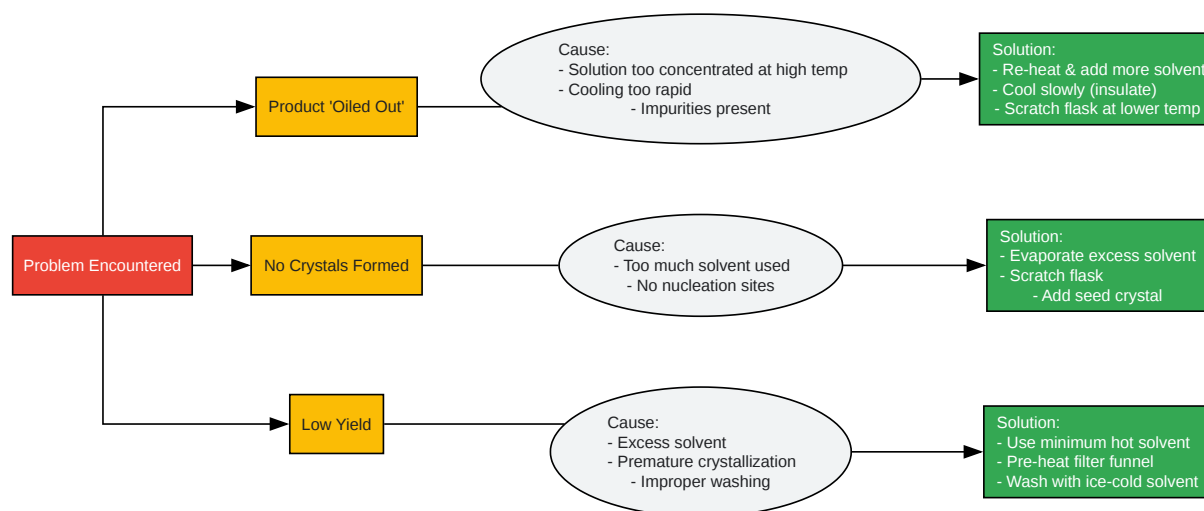 Problem Encountered
Product 'Oiled Out'
Cause:
- Solution too concentrated at high temp
- Cooling too rapid
- Impurities present
Solution:
- Re-heat & add more solvent
- Cool slowly (insulate)
- Scratch flask at lower temp
No Crystals Formed
Cause:
- Too much solvent used
- No nucleation sites
Solution:
- Evaporate excess solvent
- Scratch flask
- Add seed crystal
Low Yield
Cause:
- Excess solvent
- Premature crystallization
- Improper washing
Solution:
- Use minimum hot solvent
- Pre-heat filter funnel
- Wash with ice-cold solvent